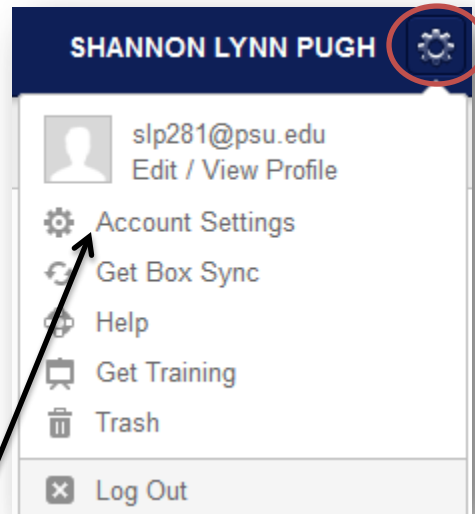 SHANNON LYNN PUGH
slp281@psu.edu
Edit / View Profile
Account Settings
Get Box Sync
Help
Get Training
Trash
Log Out